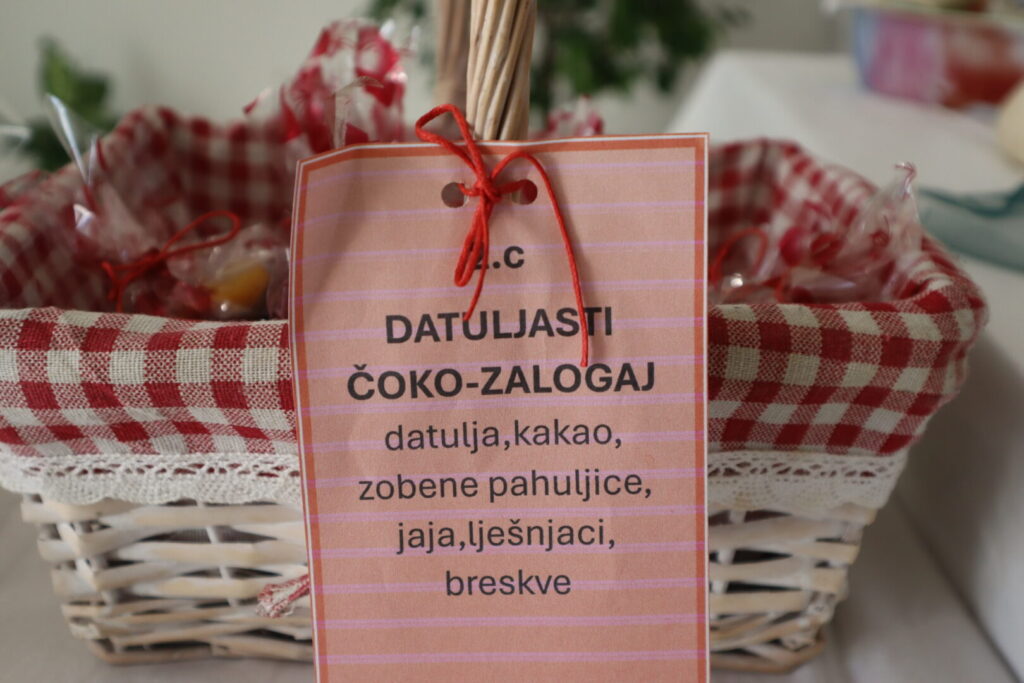 DATULJASTI
ČOKO-ZALOGAJ
datulja,kakao,
zobene pahuljice,
jaja,lješnjaci,
breskve